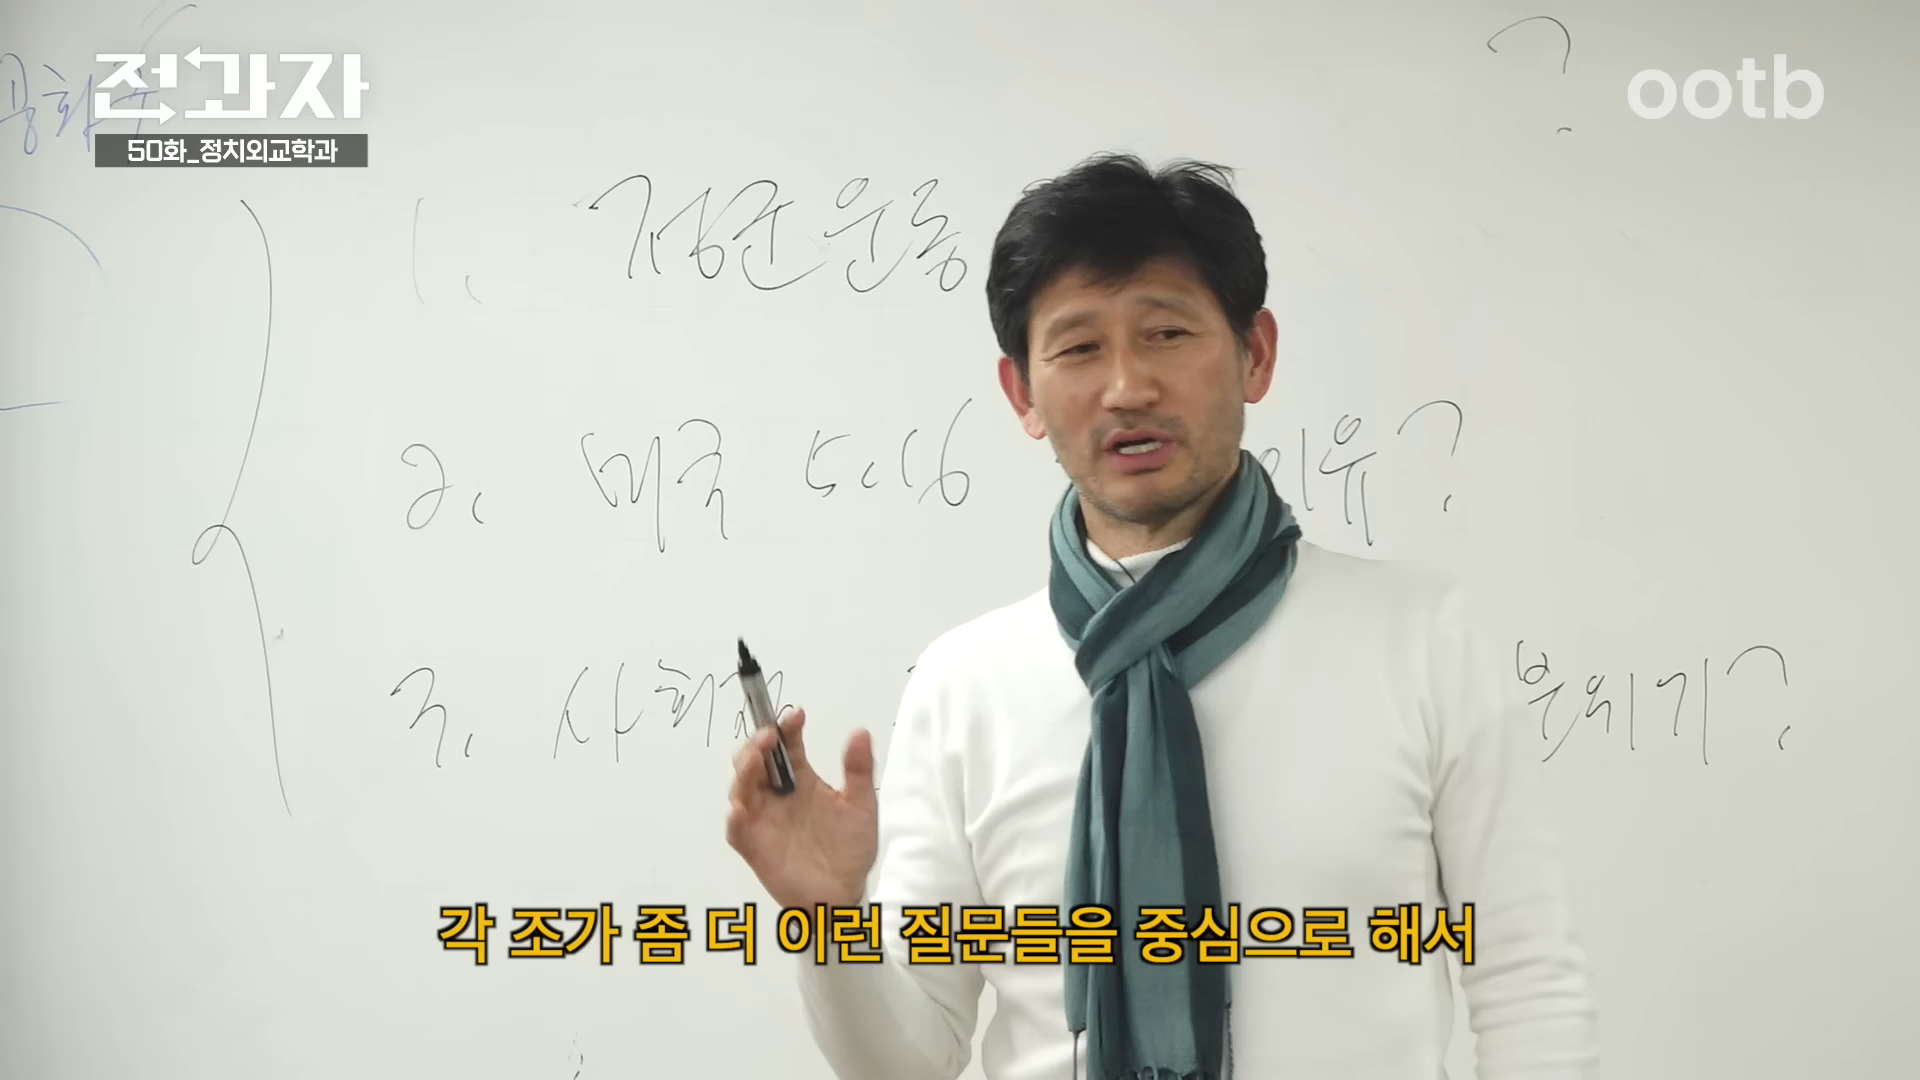 전과자
ootb
50화_정치외교학과
?
1. 정군운동
2. 미국 5.16 이유?
3. 사회 분위기?
각 조가 좀 더 이런 질문들을 중심으로 해서